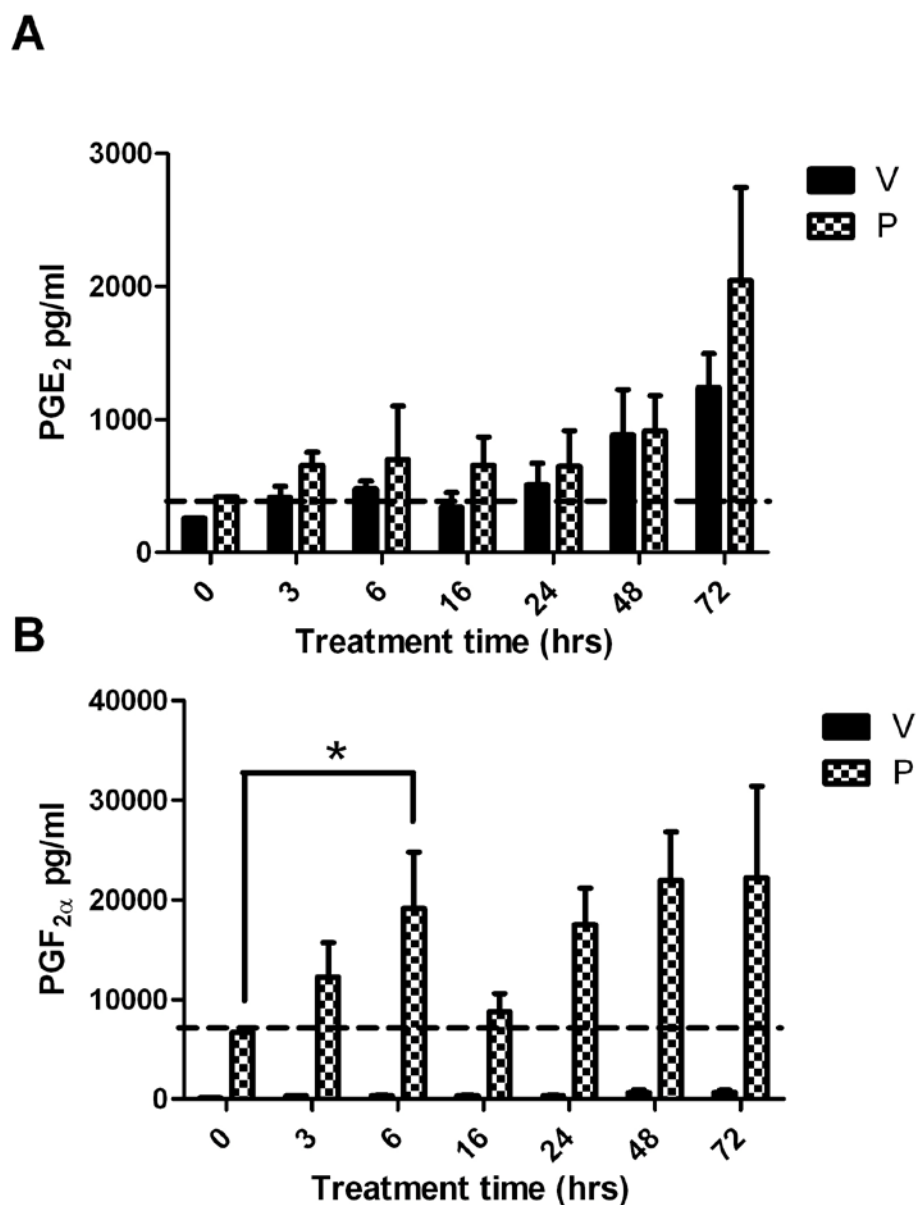 A
3000
2000
1000
0
PGE2 pg/ml
V
P
0 3 6 16 24 48 72
Treatment time (hrs)
B
40000
30000
20000
10000
0
PGF2α pg/ml
*
V
P
0 3 6 16 24 48 72
Treatment time (hrs)